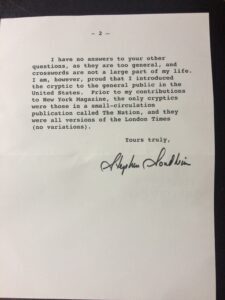 - 2 -
I have no answers to your other
questions, as they are too general, and
crosswords are not a large part of my life.
I am, however, proud that I introduced
the cryptic to the general public in the
United States. Prior to my contributions
to New York Magazine, the only cryptics
were those in a small-circulation
publication called The Nation, and they
were all versions of the London Times
(no variations).
Yours truly,
Stephen Sondheim